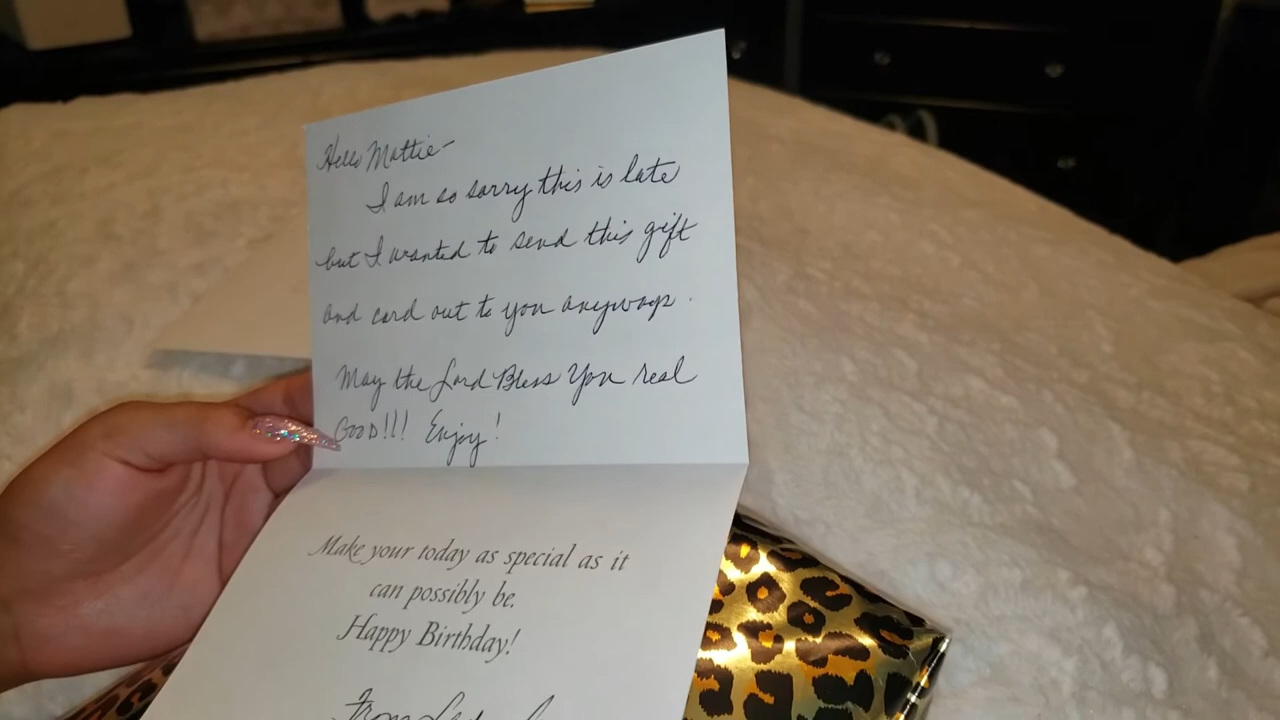 Hello Mattie-
I am so sorry this is late
but I wanted to send this gift
and card out to you anyways.
May the Lord Bless You real
GOOD!!! Enjoy!
Make your today as special as it
can possibly be.
Happy Birthday!
From